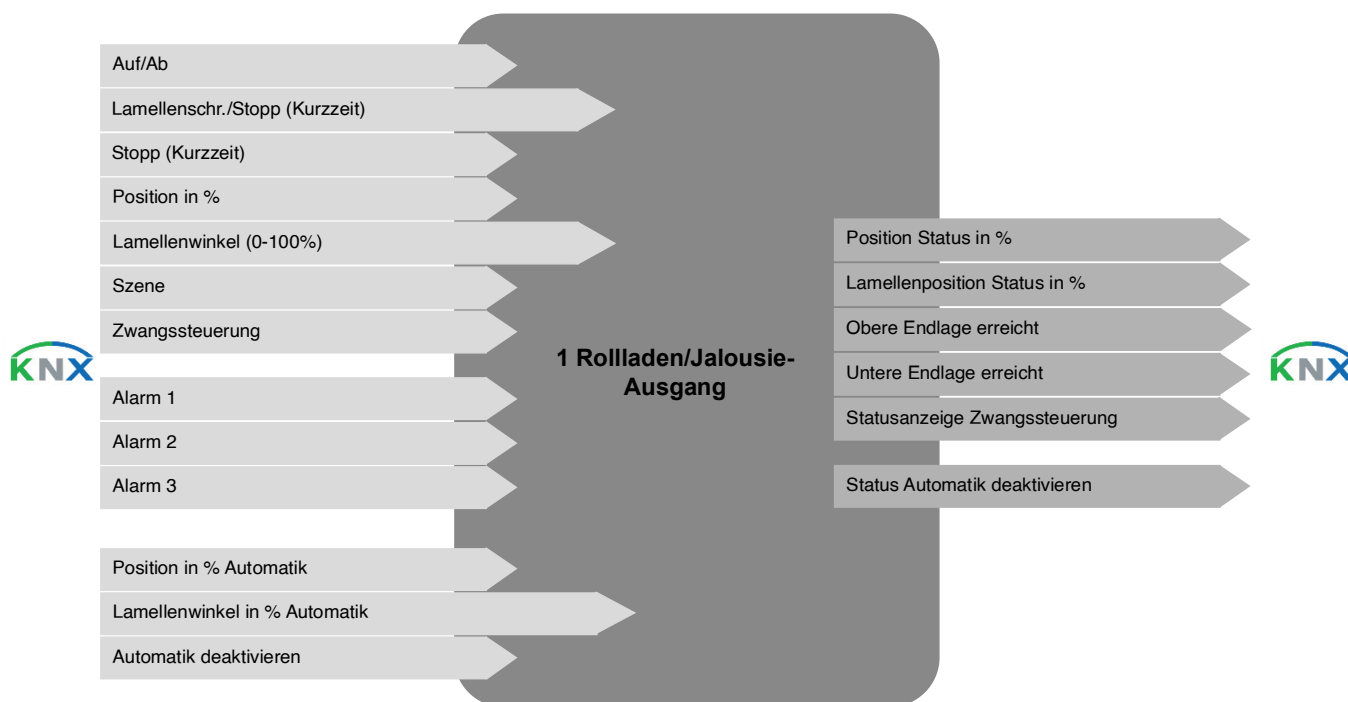 Auf/Ab
Lamellenschr./Stopp (Kurzzeit)
Stopp (Kurzzeit)
Position in %
Lamellenwinkel (0-100%)
Szene
Zwangssteuerung
KNX
Alarm 1
Alarm 2
Alarm 3
Position in % Automatik
Lamellenwinkel in % Automatik
Automatik deaktivieren
1 Rollladen/Jalousie-
Ausgang
Position Status in %
Lamellenposition Status in %
Obere Endlage erreicht
Untere Endlage erreicht
Statusanzeige Zwangssteuerung
Status Automatik deaktivieren
KNX